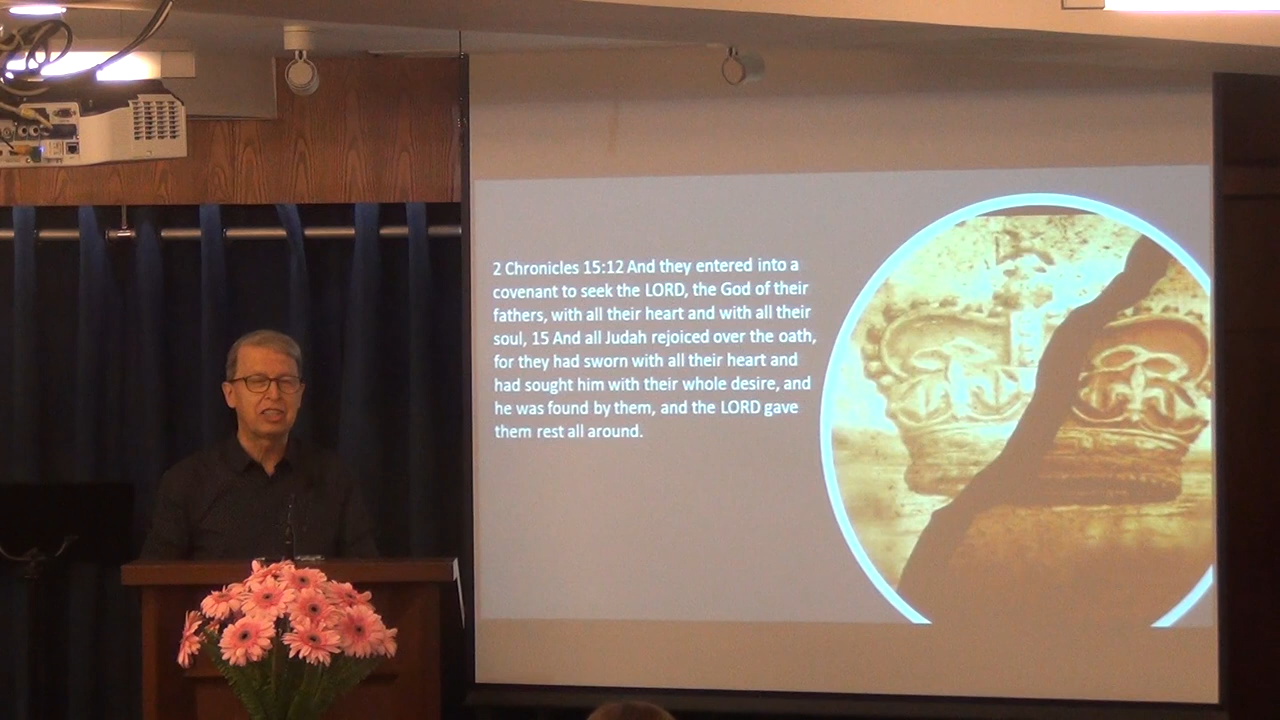 2 Chronicles 15:12 And they entered into a
covenant to seek the LORD, the God of their
fathers, with all their heart and with all their
soul, 15 And all Judah rejoiced over the oath,
for they had sworn with all their heart and
had sought him with their whole desire, and
he was found by them, and the LORD gave
them rest all around.